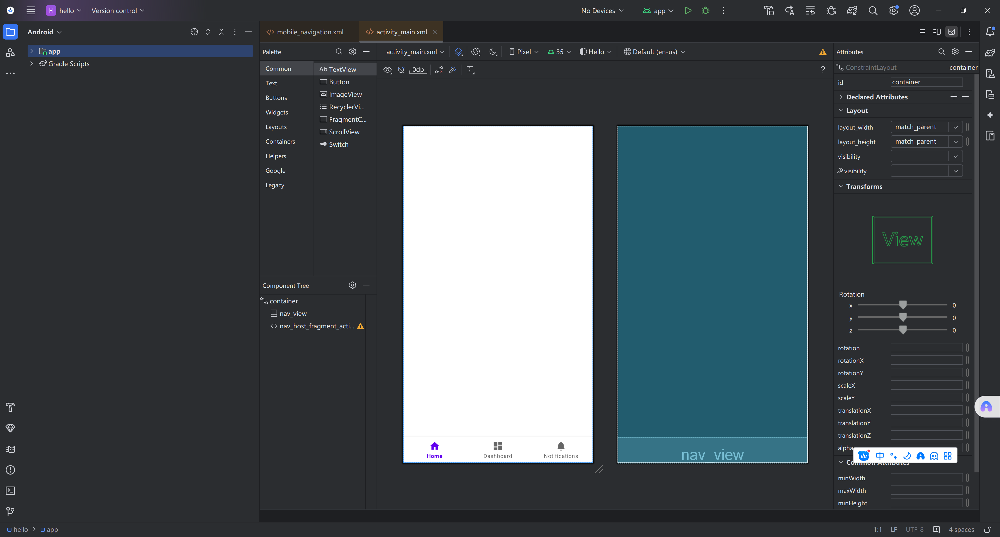 H hello Version control No Devices app
Android mobile_navigation.xml activity_main.xml
app
Gradle Scripts
Palette
Common
Text
Buttons
Widgets
Layouts
Containers
Helpers
Google
Legacy
Ab TextView
Button
ImageView
RecyclerVi...
FragmentC...
ScrollView
Switch
Component Tree
container
nav_view
nav_host_fragment_acti...
activity_main.xml Pixel 35 Hello Default (en-us)
0dp ?
Home Dashboard Notifications
nav_view
Attributes
ConstraintLayout container
id container
Declared Attributes
Layout
layout_width match_parent
layout_height match_parent
visibility
visibility
Transforms
View
Rotation
x 0
y 0
z 0
rotation
rotationX
rotationY
scaleX
scaleY
translationX
translationY
translationZ
alpha
du 中
Common Attributes
minWidth
maxWidth
minHeight
hello > app 1:1 LF UTF-8 4 spaces